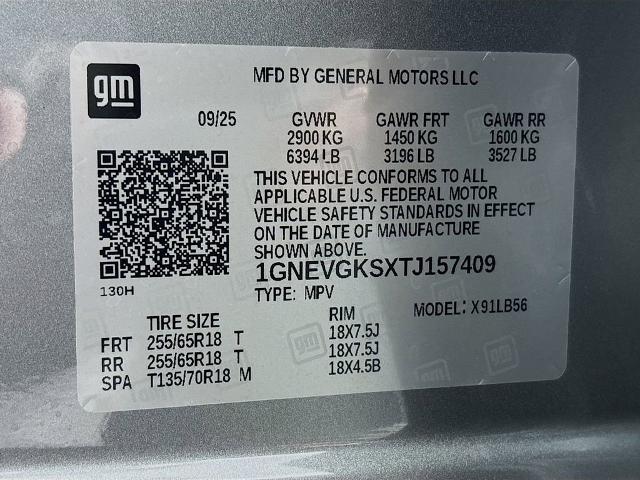 gm
MFD BY GENERAL MOTORS LLC
09/25 GVWR GAWR FRT GAWR RR
2900 KG 1450 KG 1600 KG
6394 LB 3196 LB 3527 LB
THIS VEHICLE CONFORMS TO ALL
APPLICABLE U.S. FEDERAL MOTOR
VEHICLE SAFETY STANDARDS IN EFFECT
ON THE DATE OF MANUFACTURE
SHOWN ABOVE.
1GNEVGKSXTJ157409
130H
TYPE: MPV
MODEL: X91LB56
TIRE SIZE RIM
FRT 255/65R18 T 18X7.5J
RR 255/65R18 T 18X7.5J
SPA T135/70R18 M 18X4.5B